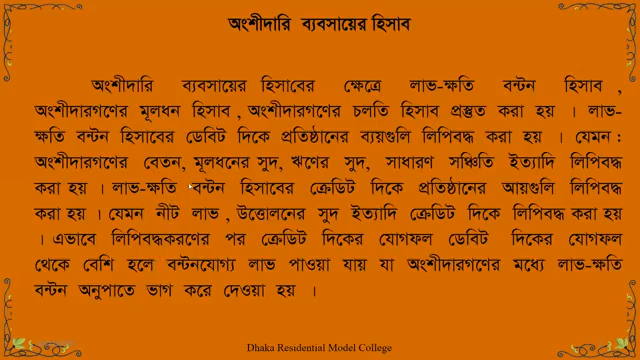 অংশীদারি ব্যবসায়ের হিসাব
অংশীদারি ব্যবসায়ের হিসাবের ক্ষেত্রে লাভ-ক্ষতি বন্টন হিসাব ,
অংশীদারগণের মূলধন হিসাব , অংশীদারগণের চলতি হিসাব প্রস্তুত করা হয় । লাভ-
ক্ষতি বন্টন হিসাবের ডেবিট দিকে প্রতিষ্ঠানের ব্যয়গুলি লিপিবদ্ধ করা হয় । যেমন :
অংশীদারগণের বেতন, মূলধনের সুদ, ঋণের সুদ, সাধারণ সঞ্চিতি ইত্যাদি লিপিবদ্ধ
করা হয় । লাভ-ক্ষতি বন্টন হিসাবের ক্রেডিট দিকে প্রতিষ্ঠানের আয়গুলি লিপিবদ্ধ
করা হয় । যেমন নীট লাভ , উত্তোলনের সুদ ইত্যাদি ক্রেডিট দিকে লিপিবদ্ধ করা হয়
। এভাবে লিপিবদ্ধকরণের পর ক্রেডিট দিকের যোগফল ডেবিট দিকের যোগফল
থেকে বেশি হলে বন্টনযোগ্য লাভ পাওয়া যায় যা অংশীদারগণের মধ্যে লাভ-ক্ষতি
বন্টন অনুপাতে ভাগ করে দেওয়া হয় ।
Dhaka Residential Model College